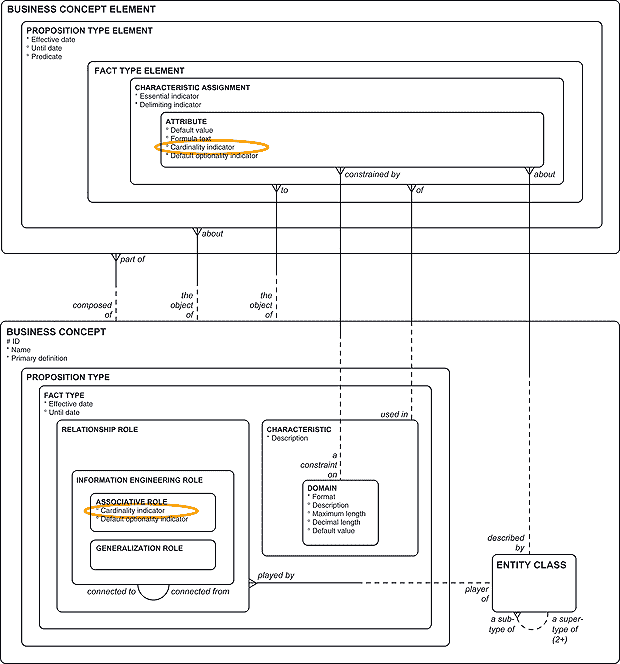 BUSINESS CONCEPT ELEMENT
PROPOSITION TYPE ELEMENT
* Effective date
° Until date
* Predicate
FACT TYPE ELEMENT
CHARACTERISTIC ASSIGNMENT
* Essential indicator
° Delimiting indicator
ATTRIBUTE
° Default value
° Formula text
* Cardinality indicator
* Default optionality indicator
constrained by
about
to
of
about
part of
composed
of
the
object
of
the
object
of
BUSINESS CONCEPT
# ID
* Name
* Primary definition
PROPOSITION TYPE
FACT TYPE
* Effective date
° Until date
RELATIONSHIP ROLE
used in
CHARACTERISTIC
* Description
a
constraint
on
INFORMATION ENGINEERING ROLE
ASSOCIATIVE ROLE
* Cardinality indicator
* Default optionality indicator
GENERALIZATION ROLE
DOMAIN
* Format
° Description
° Maximum length
° Decimal length
° Default value
described
by
ENTITY CLASS
connected to
connected from
played by
player
of
a sub-
type of
a super-
type of
(2+)